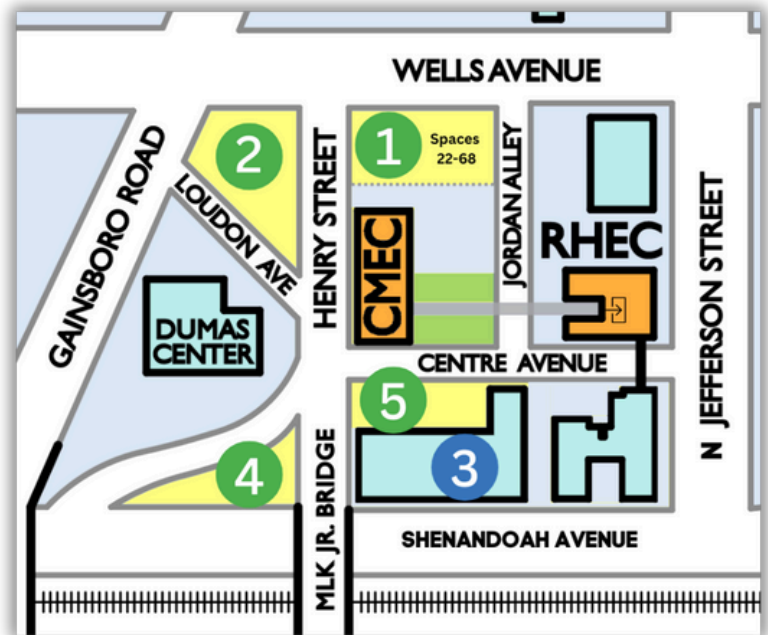 WELLS AVENUE
GAINSBORO ROAD
2
LOUDON AVE
HENRY STREET
1
Spaces
22-68
JORDAN ALLEY
RHEC
N JEFFERSON STREET
CMEC
DUMAS
CENTER
CENTRE AVENUE
5
3
4
MLK JR. BRIDGE
SHENANDOAH AVENUE